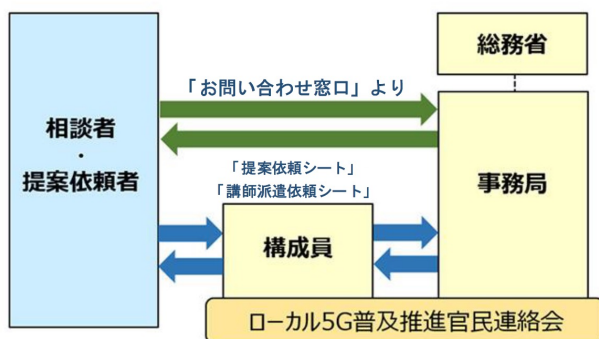 総務省
「お問い合わせ窓口」より
相談者
・
提案依頼者
「提案依頼シート」
「講師派遣依頼シート」
事務局
構成員
ローカル5G普及推進官民連絡会